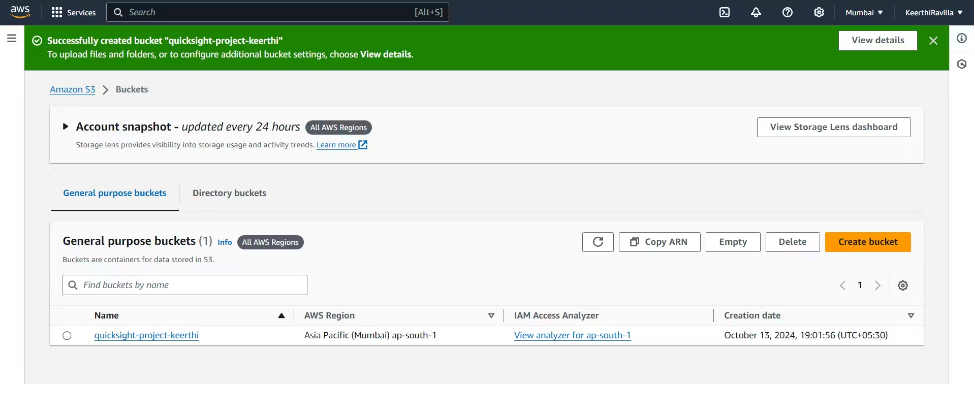 aws Services Search [Alt+S] Mumbai KeerthiRavilla
Successfully created bucket "quicksight-project-keerthi"
To upload files and folders, or to configure additional bucket settings, choose View details.
View details
Amazon S3 > Buckets
Account snapshot - updated every 24 hours All AWS Regions
Storage lens provides visibility into storage usage and activity trends. Learn more
View Storage Lens dashboard
General purpose buckets Directory buckets
General purpose buckets (1) Info All AWS Regions
Buckets are containers for data stored in S3.
Copy ARN Empty Delete Create bucket
Find buckets by name
1
Name AWS Region IAM Access Analyzer Creation date
quicksight-project-keerthi Asia Pacific (Mumbai) ap-south-1 View analyzer for ap-south-1 October 13, 2024, 19:01:56 (UTC+05:30)